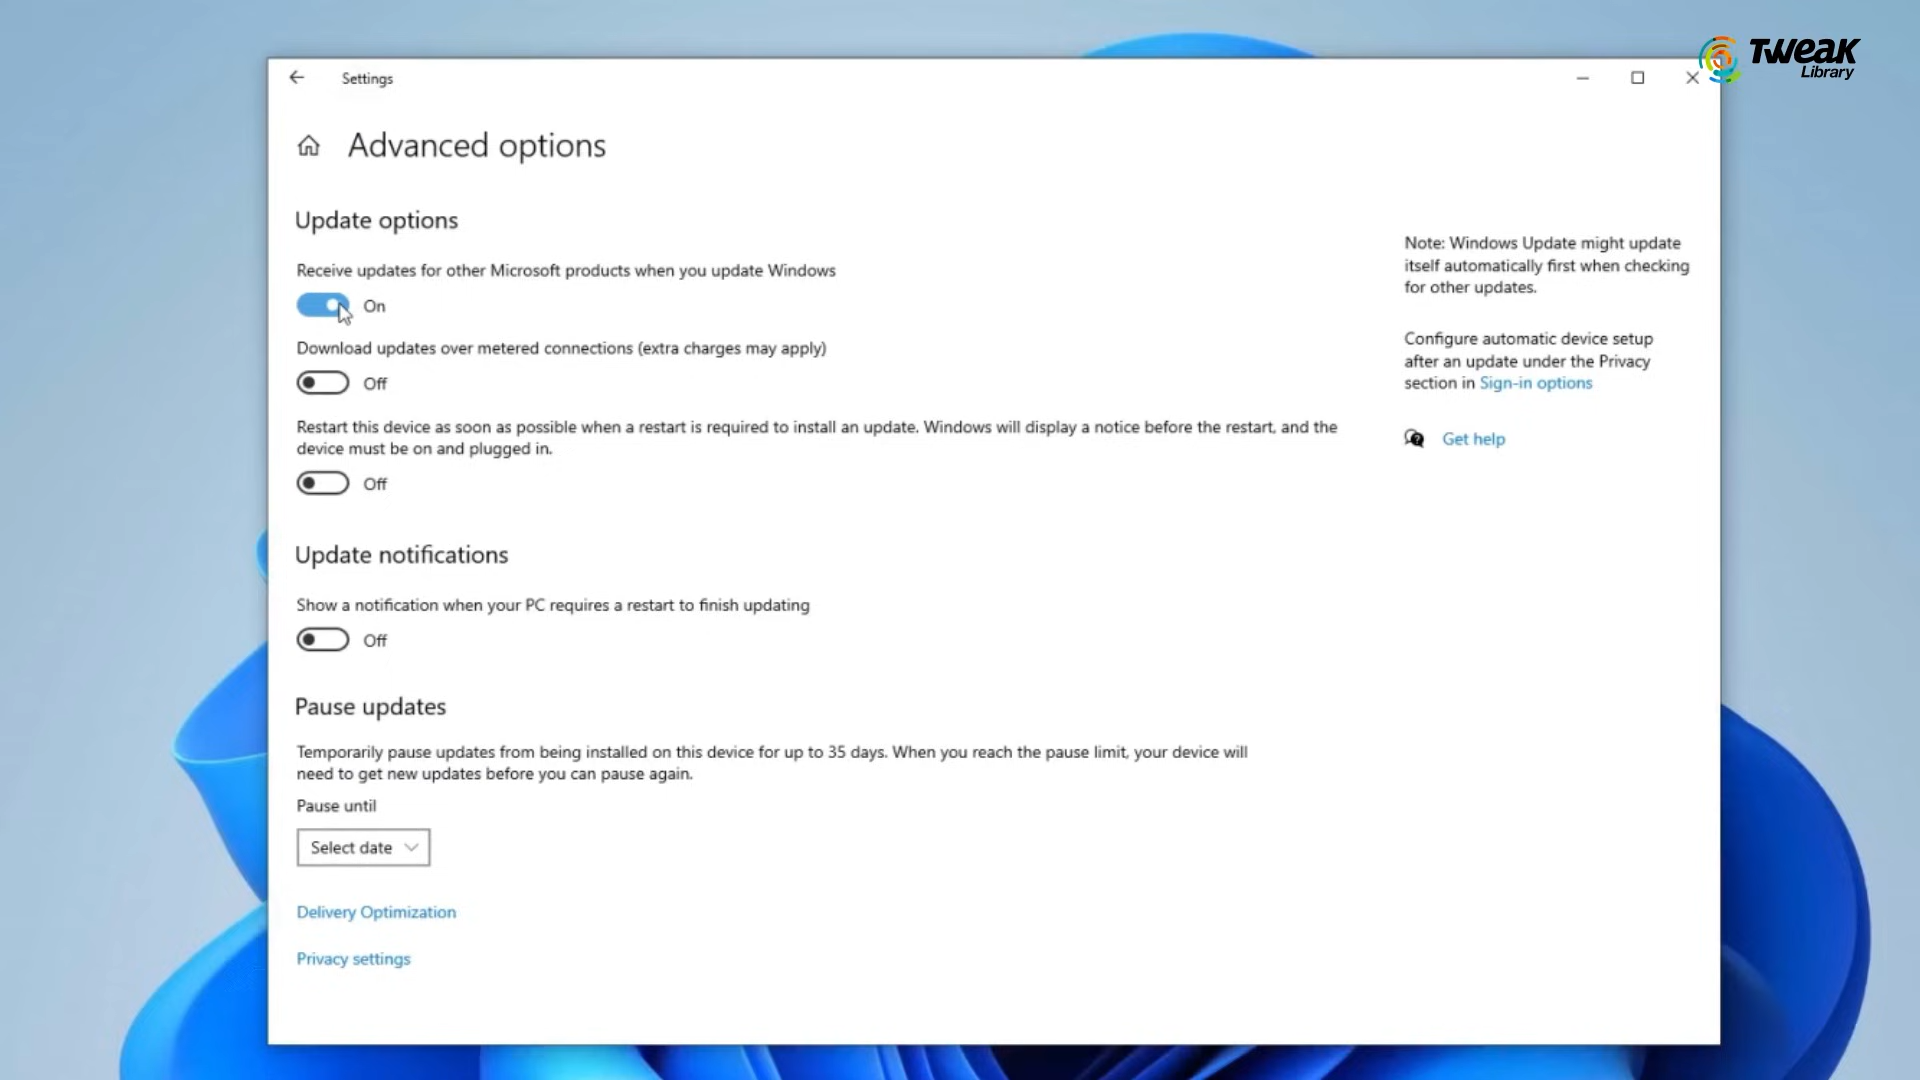 Tweak
Library
Settings
Advanced options
Update options
Receive updates for other Microsoft products when you update Windows
On
Download updates over metered connections (extra charges may apply)
Off
Restart this device as soon as possible when a restart is required to install an update. Windows will display a notice before the restart, and the
device must be on and plugged in.
Off
Update notifications
Show a notification when your PC requires a restart to finish updating
Off
Pause updates
Temporarily pause updates from being installed on this device for up to 35 days. When you reach the pause limit, your device will
need to get new updates before you can pause again.
Pause until
Select date
Delivery Optimization
Privacy settings
Note: Windows Update might update
itself automatically first when checking
for other updates.
Configure automatic device setup
after an update under the Privacy
section in Sign-in options
Get help